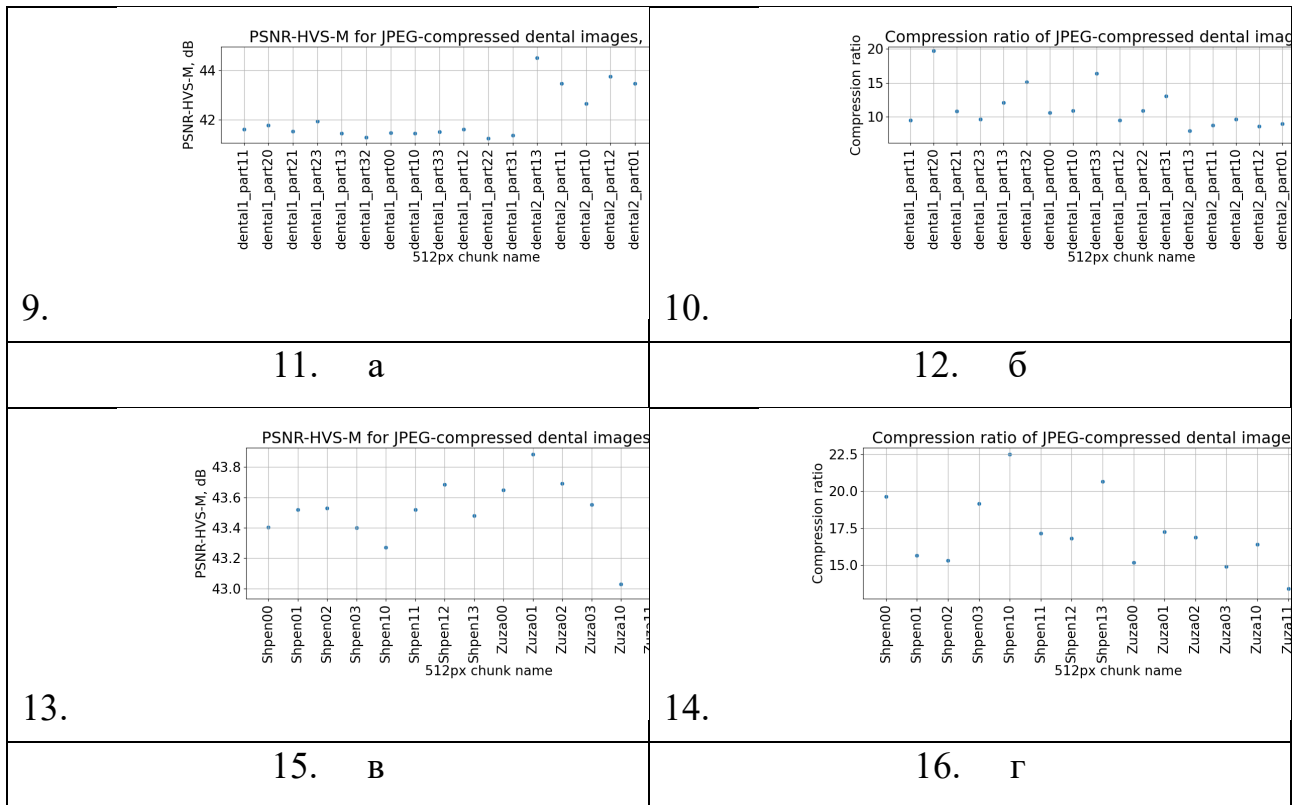 PSNR-HVS-M for JPEG-compressed dental images,
PSNR-HVS-M, dB
44
42
dental1_part11
dental1_part20
dental1_part21
dental1_part23
dental1_part13
dental1_part32
dental1_part00
dental1_part10
dental1_part33
dental1_part12
dental1_part22
dental1_part31
dental2_part13
dental2_part11
dental2_part10
dental2_part12
dental2_part01
512px chunk name
9.
Compression ratio of JPEG-compressed dental imag
Compression ratio
20
15
10
dental1_part11
dental1_part20
dental1_part21
dental1_part23
dental1_part13
dental1_part32
dental1_part00
dental1_part10
dental1_part33
dental1_part12
dental1_part22
dental1_part31
dental2_part13
dental2_part11
dental2_part10
dental2_part12
dental2_part01
512px chunk name
10.
11. а
12. б
PSNR-HVS-M for JPEG-compressed dental images
PSNR-HVS-M, dB
43.8
43.6
43.4
43.2
43.0
Shpen00
Shpen01
Shpen02
Shpen03
Shpen10
Shpen11
Shpen12
Shpen13
Zuza00
Zuza01
Zuza02
Zuza03
Zuza10
Zuza11
512px chunk name
13.
Compression ratio of JPEG-compressed dental image
Compression ratio
22.5
20.0
17.5
15.0
Shpen00
Shpen01
Shpen02
Shpen03
Shpen10
Shpen11
Shpen12
Shpen13
Zuza00
Zuza01
Zuza02
Zuza03
Zuza10
Zuza11
512px chunk name
14.
15. в
16. г